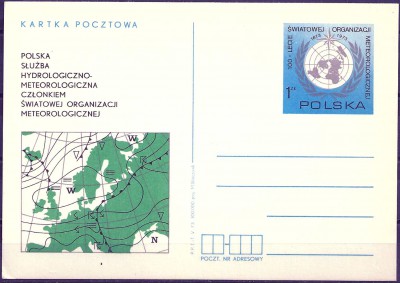 KARTKA POCZTOWA
POLSKA
SŁUŻBA
HYDROLOGICZNO-
METEOROLOGICZNA
CZŁONKIEM
ŚWIATOWEJ ORGANIZACJI
METEOROLOGICZNEJ
W
W
N
100-LECIE ŚWIATOWEJ ORGANIZACJI METEOROLOGICZNEJ
1873 1973
1 ZŁ
POLSKA
POCZT. NR ADRESOWY